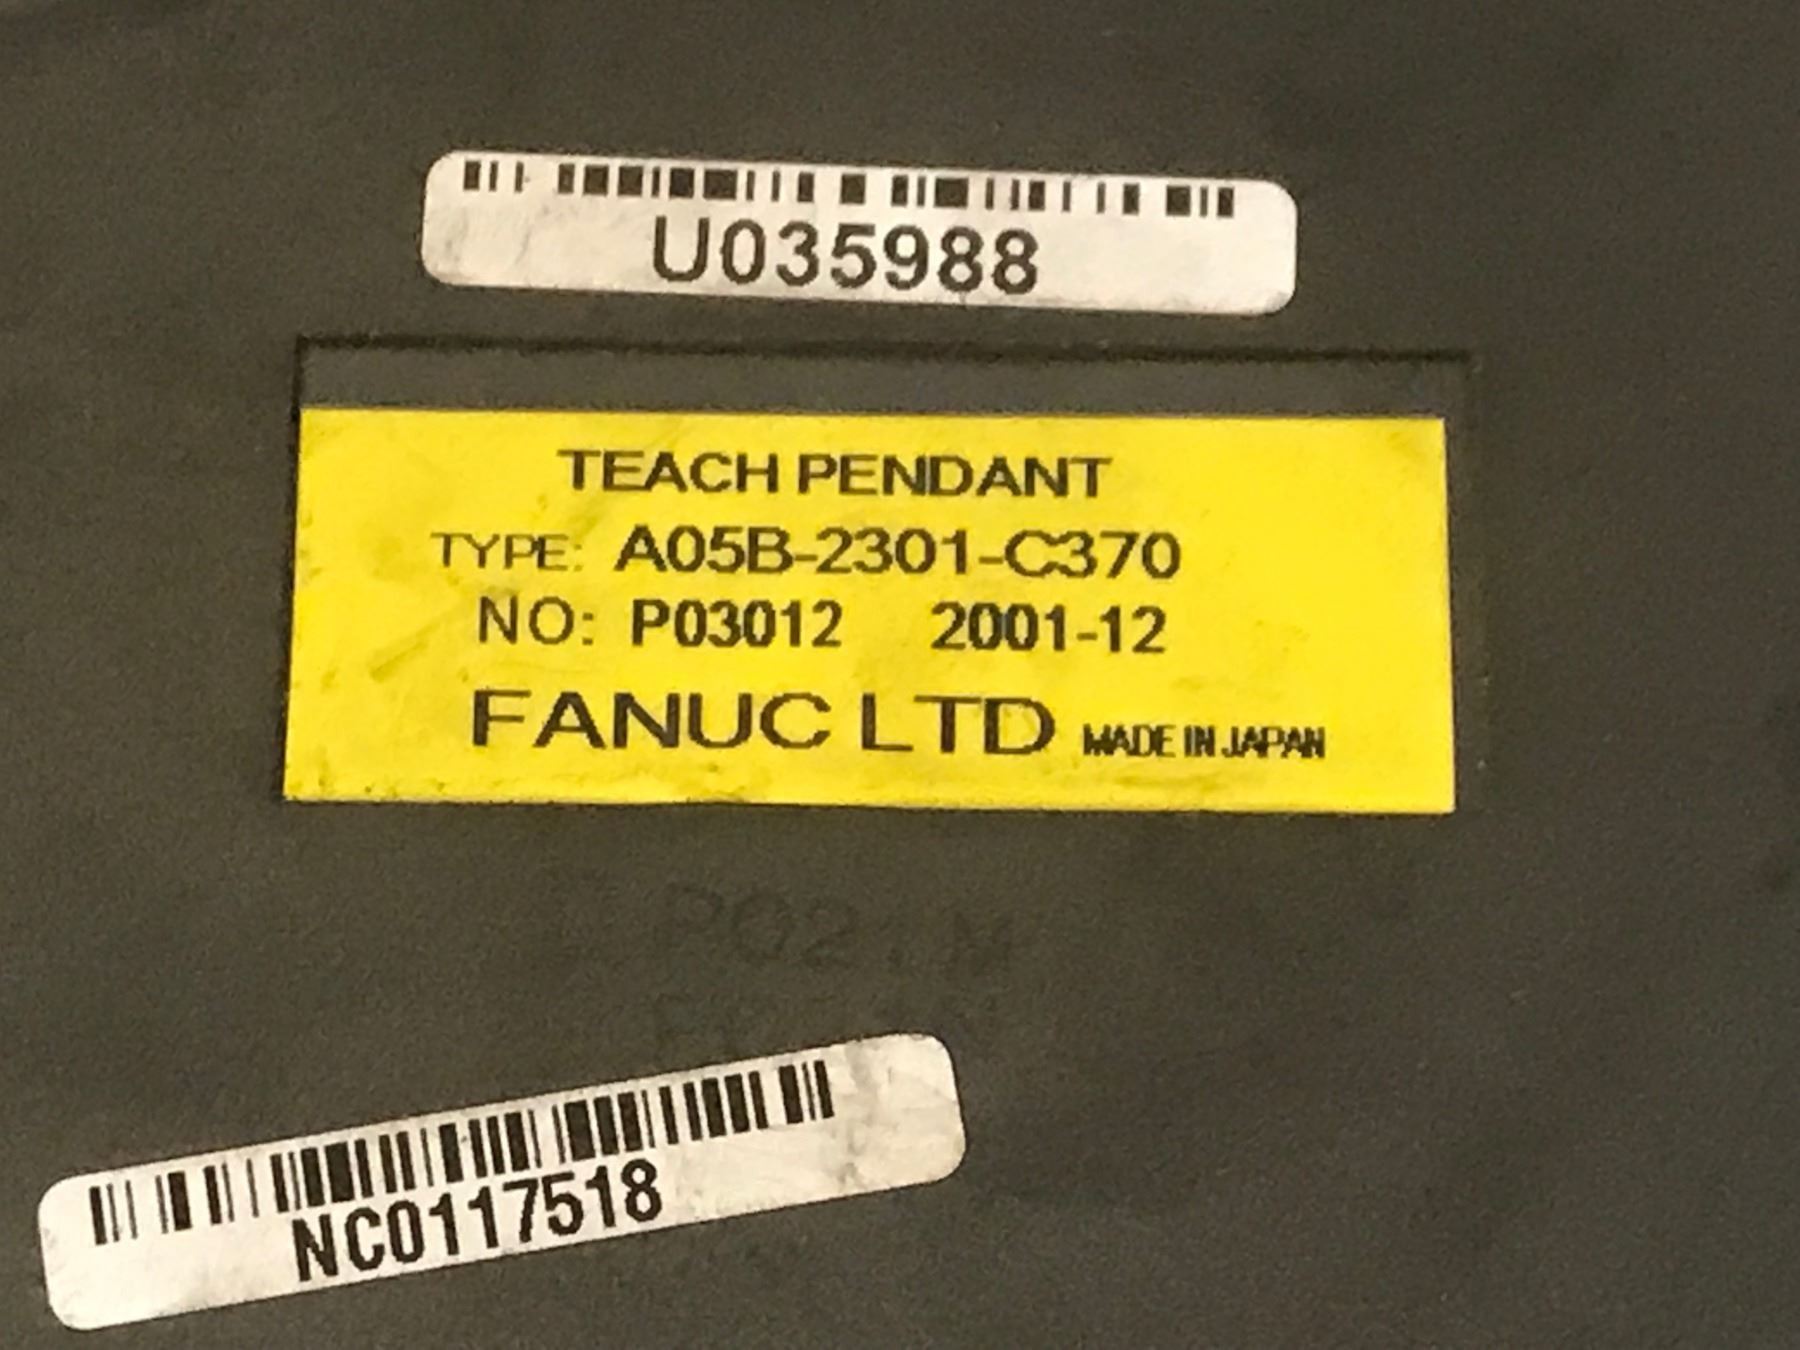 U035988
TEACH PENDANT
TYPE: A05B-2301-C370
NO: P03012 2001-12
FANUC LTD MADE IN JAPAN
NC0117518